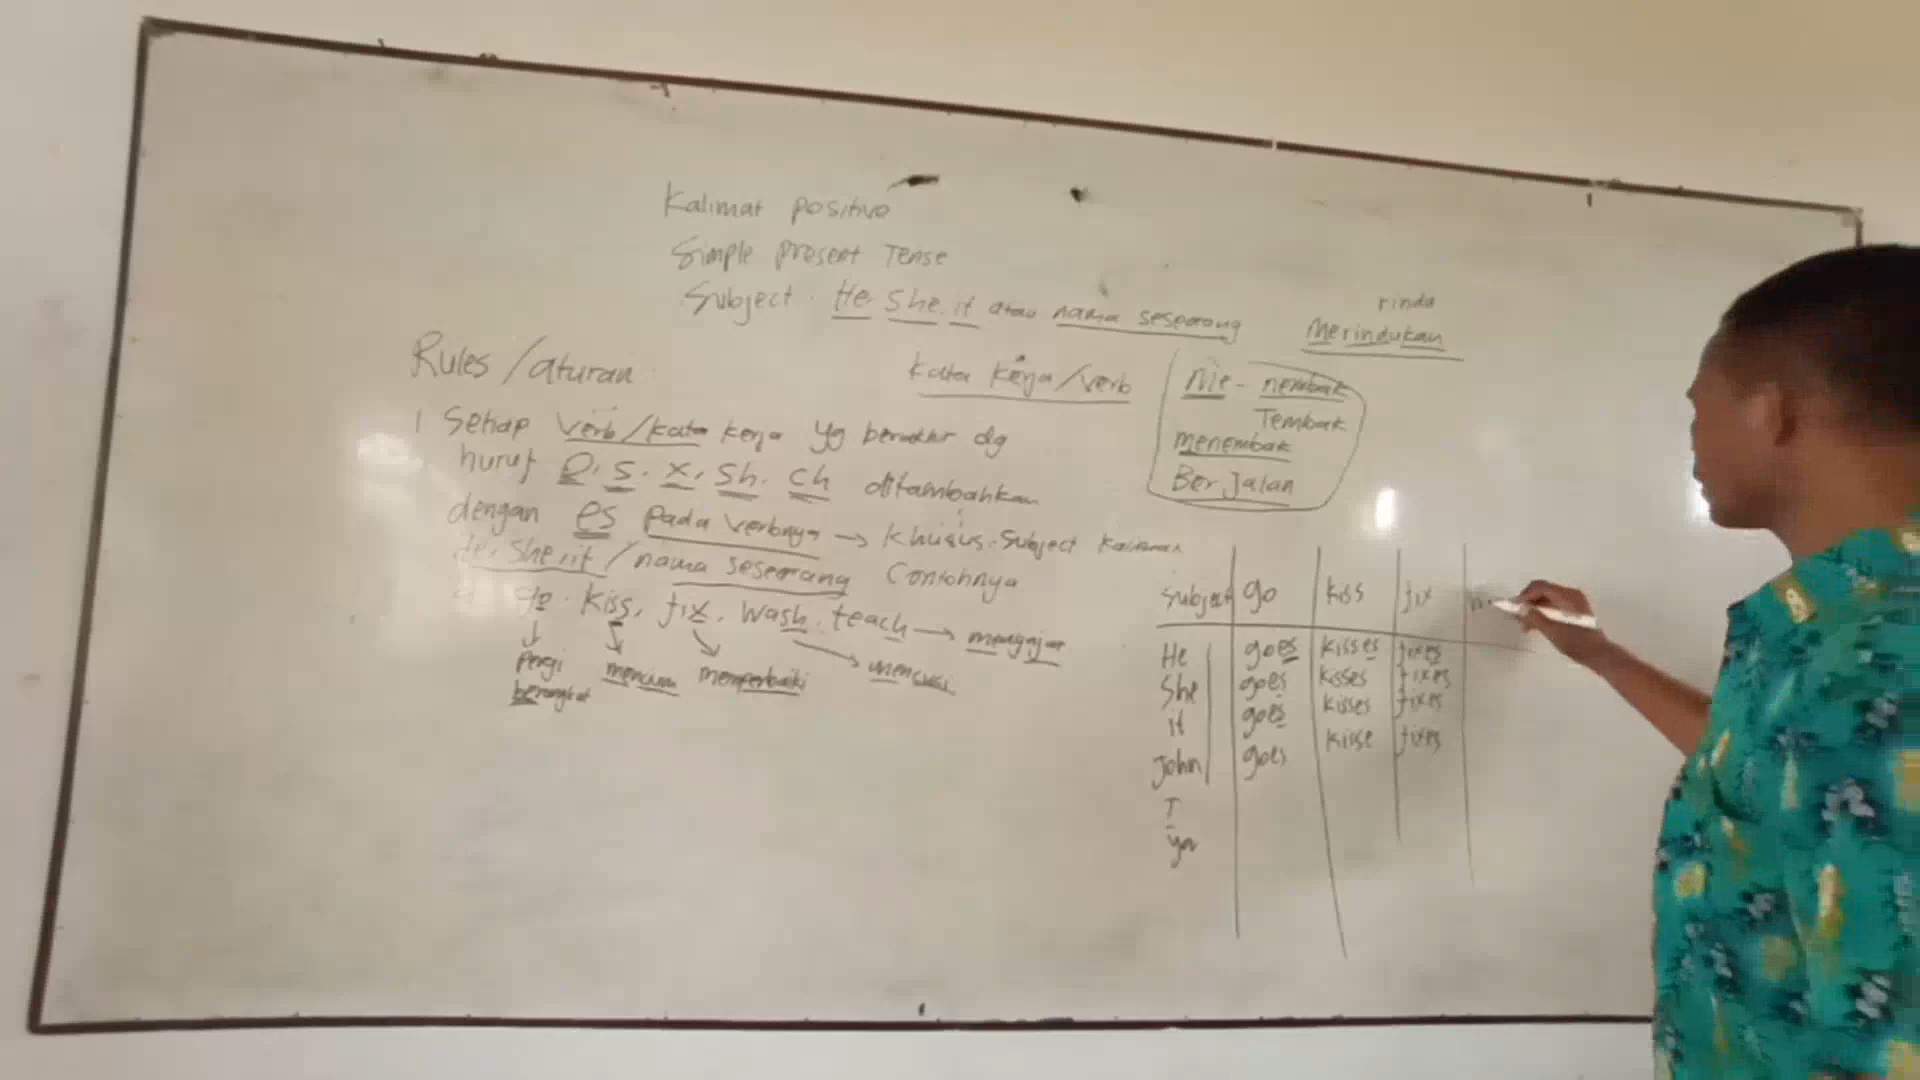 Kalimat positive
Simple present Tense
Subject : He. She. it atau nama seseorang
rindu
Merindukan
Rules/aturan
Kata Kerja/verb
Me - nembak
Tembak
menembak
Berjalan
1 Setiap verb/kata kerja yg berakhir dg
huruf o, s. x, sh. ch ditambahkan
dengan es pada verbnya → Khusus Subject Kalimat
He, She, it / nama seseorang Contohnya
go. kiss, fix. wash. teach → mengajar
pergi
berangkat
mencium
memperbaiki
mencuci
Subject go kiss fix
He goes kisses fixes
She goes kisses fixes
it goes kisses fixes
John goes kisse fixes
I